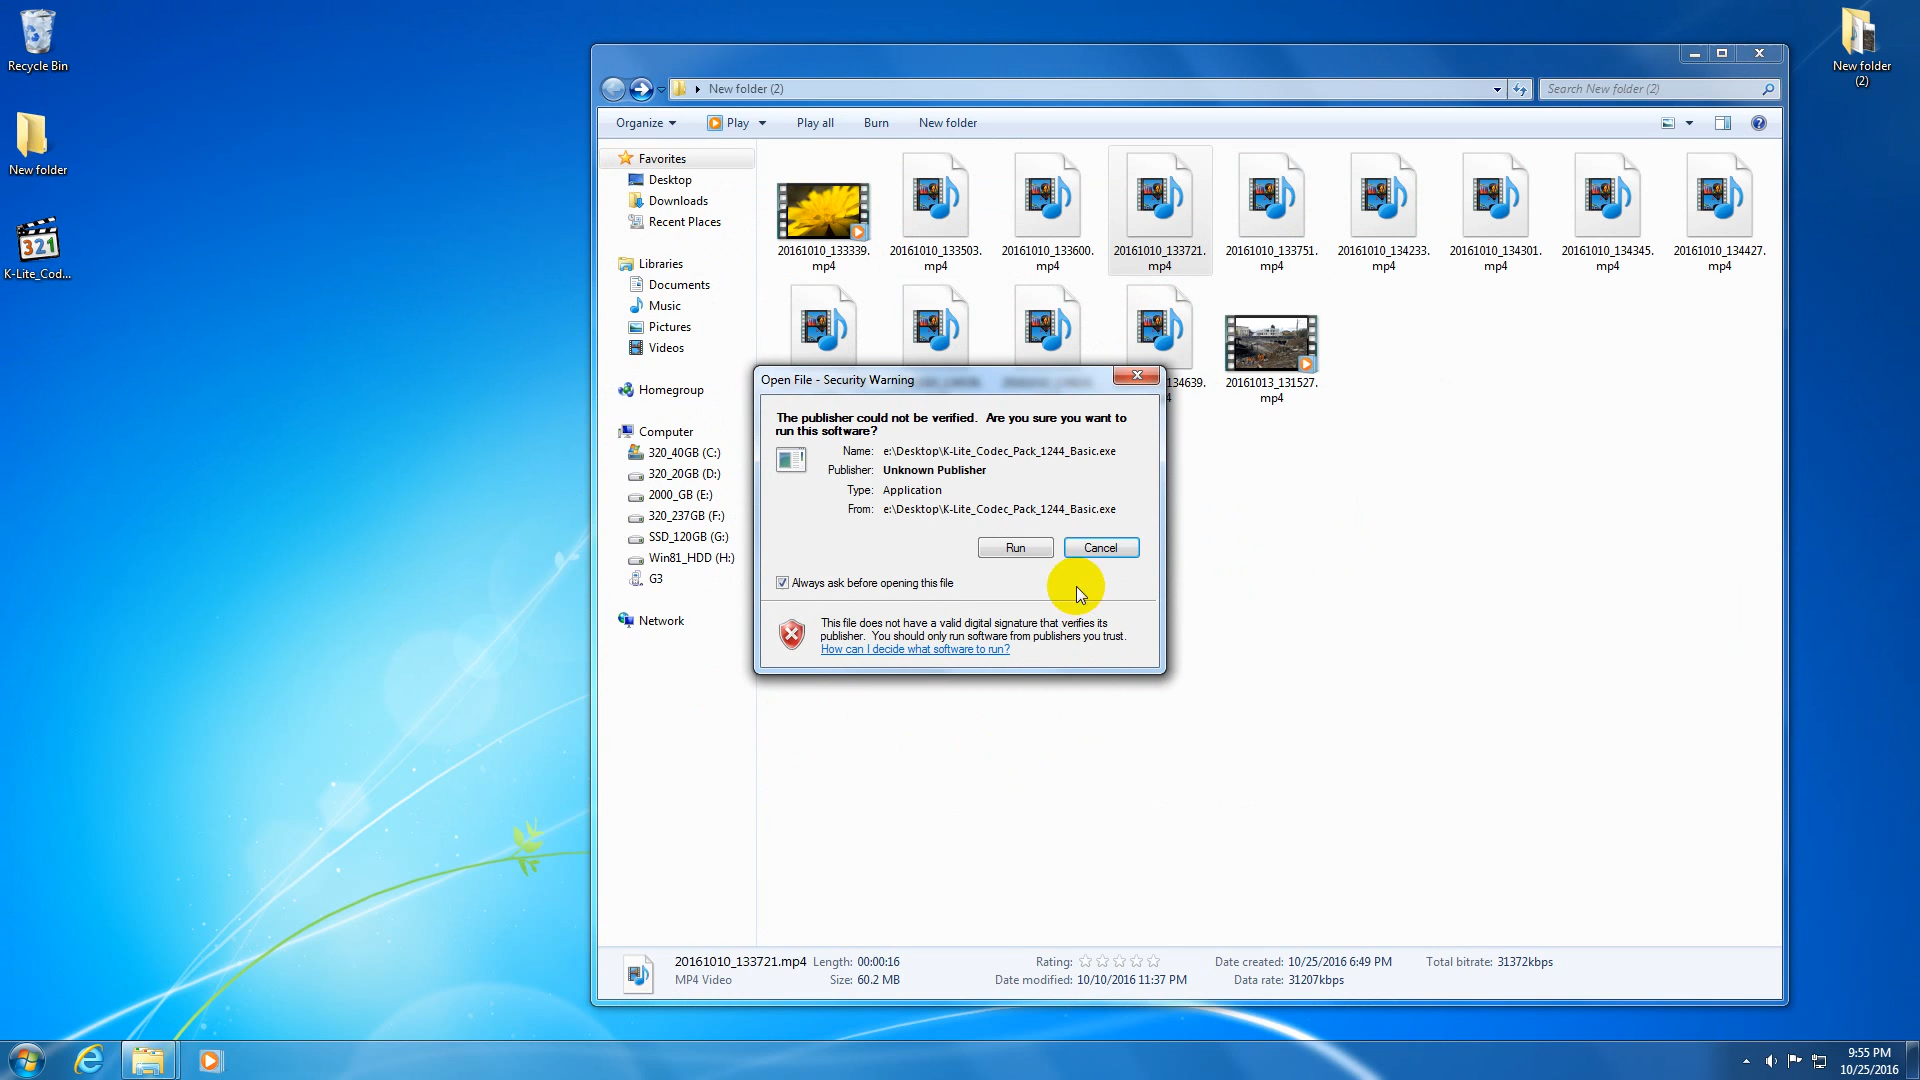 Recycle Bin
New folder
K-Lite_Cod...
New folder
(2)
New folder (2)
Search New folder (2)
Organize
Play
Play all
Burn
New folder
Favorites
Desktop
Downloads
Recent Places
Libraries
Documents
Music
Pictures
Videos
Homegroup
Computer
320_40GB (C:)
320_20GB (D:)
2000_GB (E:)
320_237GB (F:)
SSD_120GB (G:)
Win81_HDD (H:)
G3
Network
20161010_133339.
mp4
20161010_133503.
mp4
20161010_133600.
mp4
20161010_133721.
mp4
20161010_133751.
mp4
20161010_134233.
mp4
20161010_134301.
mp4
20161010_134345.
mp4
20161010_134427.
mp4
134639.
4
20161013_131527.
mp4
Open File - Security Warning
The publisher could not be verified.  Are you sure you want to
run this software?
Name: e:\Desktop\K-Lite_Codec_Pack_1244_Basic.exe
Publisher: Unknown Publisher
Type: Application
From: e:\Desktop\K-Lite_Codec_Pack_1244_Basic.exe
Run
Cancel
Always ask before opening this file
This file does not have a valid digital signature that verifies its
publisher.  You should only run software from publishers you trust.
How can I decide what software to run?
20161010_133721.mp4 Length: 00:00:16 Rating: Date created: 10/25/2016 6:49 PM Total bitrate: 31372kbps
MP4 Video Size: 60.2 MB Date modified: 10/10/2016 11:37 PM Data rate: 31207kbps
9:55 PM
10/25/2016